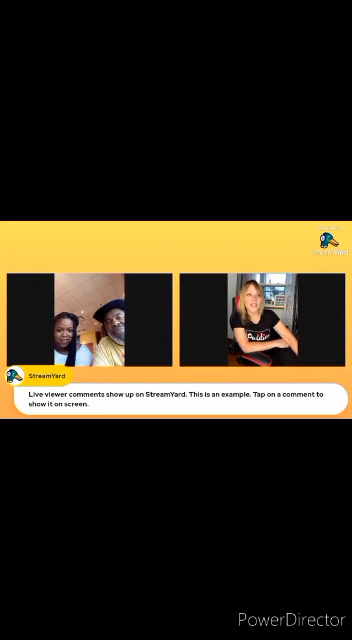 StreamYard
StreamYard
Live viewer comments show up on StreamYard. This is an example. Tap on a comment to
show it on screen.
PowerDirector